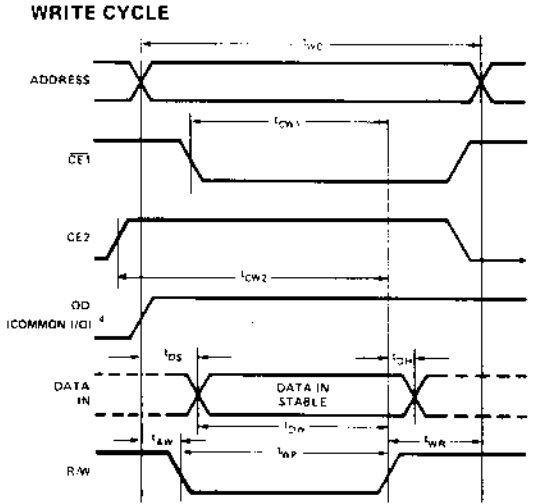 WRITE CYCLE
tWC
ADDRESS
tCW1
CE1
CE2
tCW2
OD
(COMMON I/O) 4
tDS
tDH
DATA
IN
DATA IN
STABLE
tDW
tAW
tWP
tWR
R/W